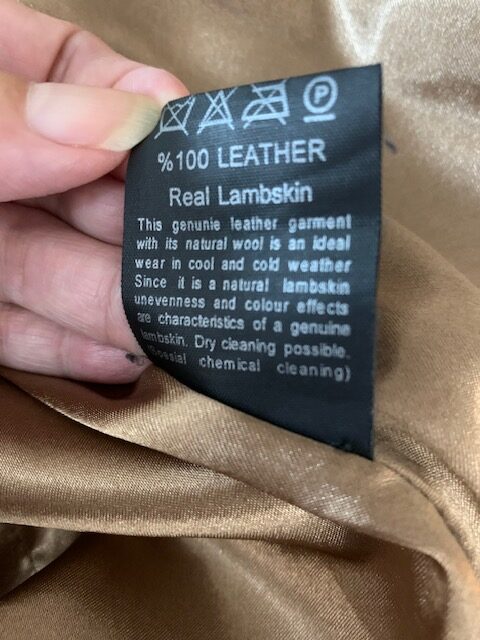 P
%100 LEATHER
Real Lambskin
This genunie leather garment
with its natural wool is an ideal
wear in cool and cold weather
Since it is a natural lambskin
unevenness and colour effects
are characteristics of a genuine
lambskin. Dry cleaning possible.
(Spesial chemical cleaning)